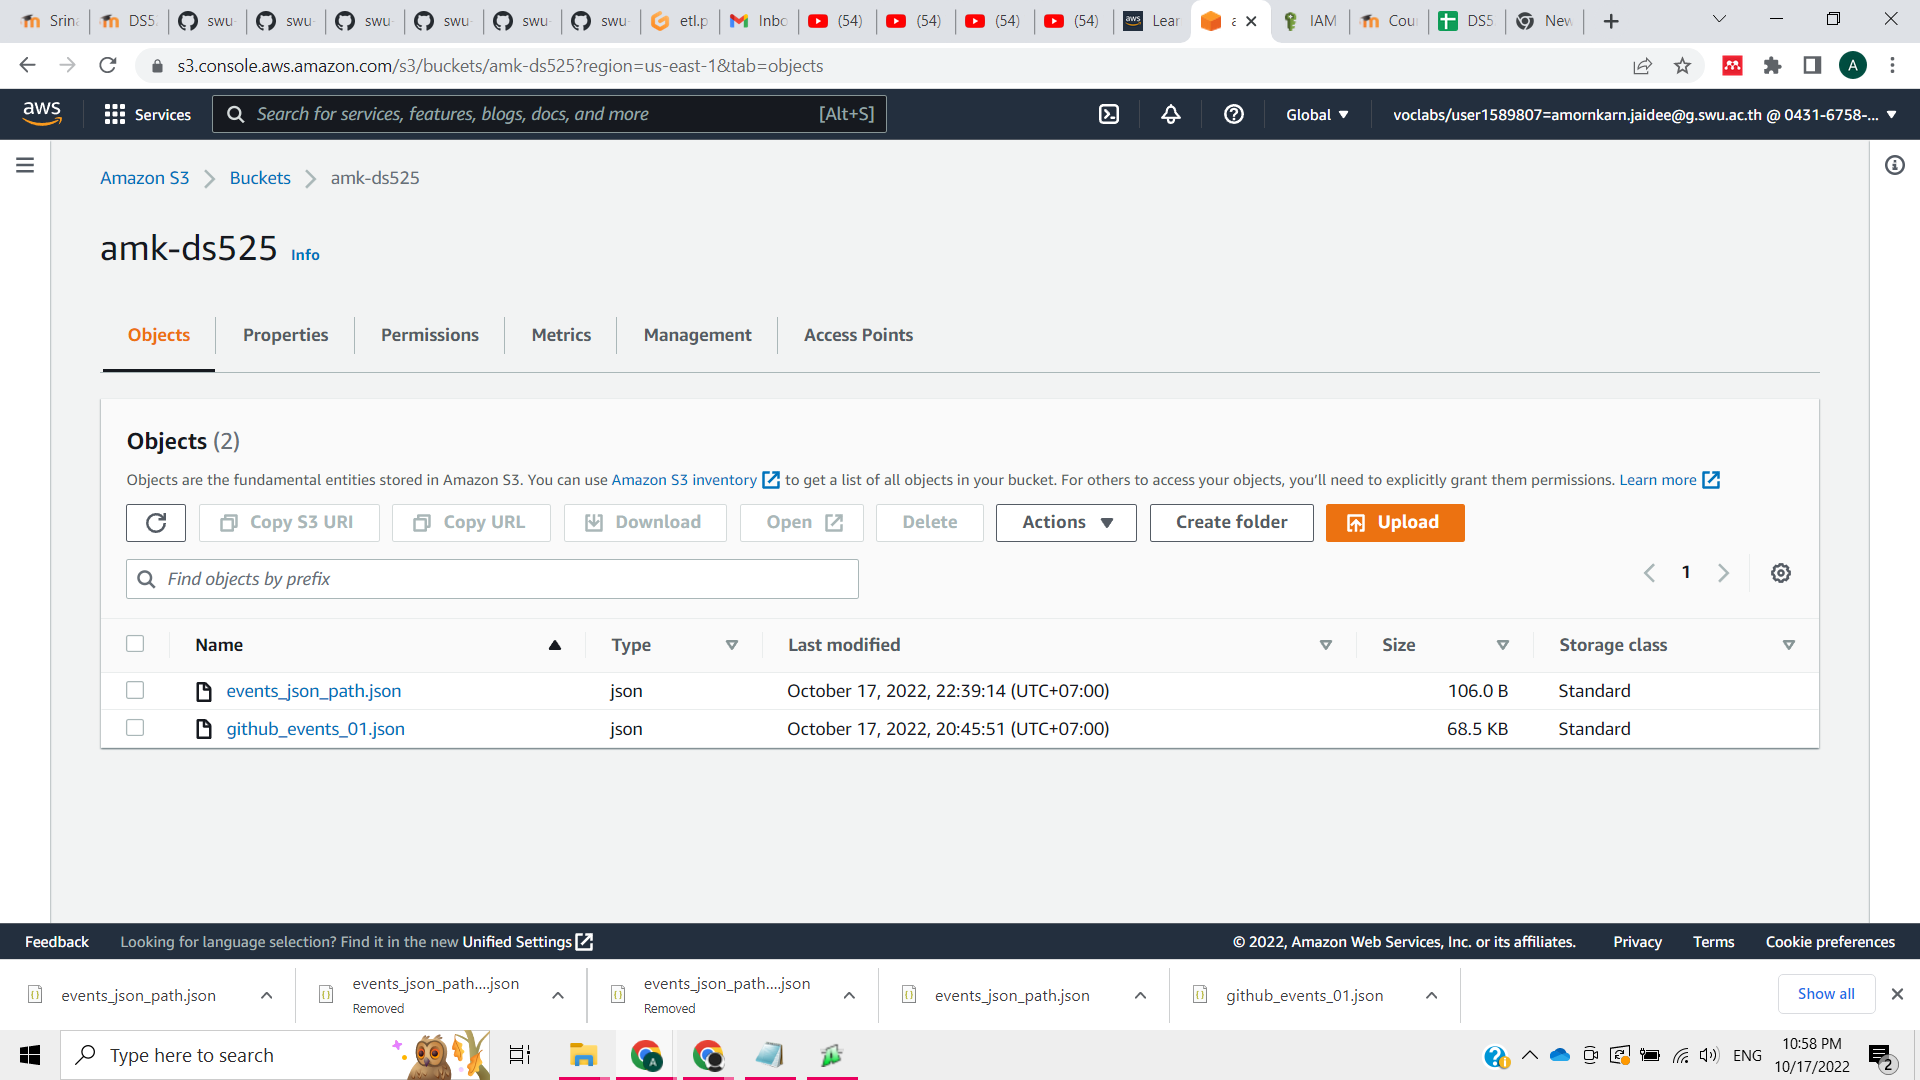 Srina
DS5
swu
swu
swu
swu
swu
swu
etl.p
Inbo
(54)
(54)
(54)
(54)
Lear
a
IAM
Cou
DS5
New
s3.console.aws.amazon.com/s3/buckets/amk-ds525?region=us-east-1&tab=objects
A
aws
Services
Search for services, features, blogs, docs, and more
[Alt+S]
Global
voclabs/user1589807=amornkarn.jaidee@g.swu.ac.th @ 0431-6758-...
Amazon S3
Buckets
amk-ds525
amk-ds525 Info
Objects
Properties
Permissions
Metrics
Management
Access Points
Objects (2)
Objects are the fundamental entities stored in Amazon S3. You can use Amazon S3 inventory to get a list of all objects in your bucket. For others to access your objects, you'll need to explicitly grant them permissions. Learn more
Copy S3 URI
Copy URL
Download
Open
Delete
Actions
Create folder
Upload
Find objects by prefix
1
Name Type Last modified Size Storage class
events_json_path.json json October 17, 2022, 22:39:14 (UTC+07:00) 106.0 B Standard
github_events_01.json json October 17, 2022, 20:45:51 (UTC+07:00) 68.5 KB Standard
Feedback
Looking for language selection? Find it in the new Unified Settings
© 2022, Amazon Web Services, Inc. or its affiliates.
Privacy
Terms
Cookie preferences
events_json_path.json
events_json_path....json
Removed
events_json_path....json
Removed
events_json_path.json
github_events_01.json
Show all
Type here to search
ENG
10:58 PM
10/17/2022
2